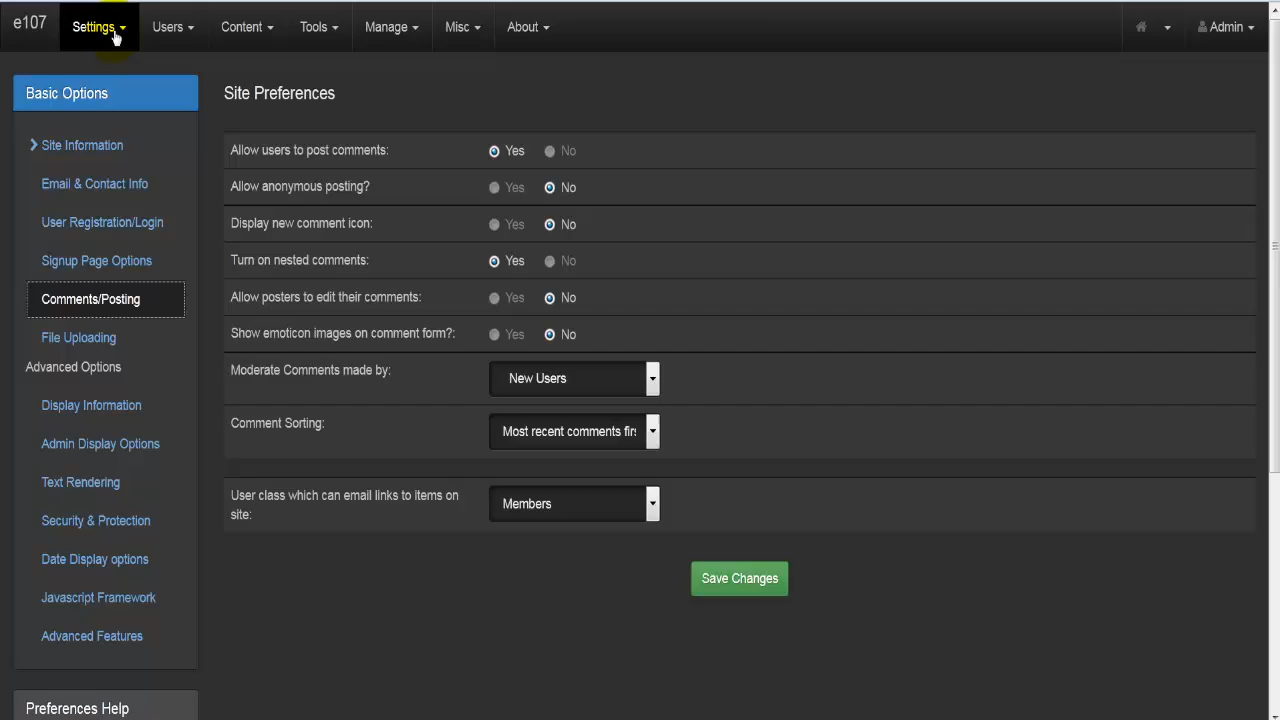 e107 Settings Users Content Tools Manage Misc About Admin
Basic Options
Site Information
Email & Contact Info
User Registration/Login
Signup Page Options
Comments/Posting
File Uploading
Advanced Options
Display Information
Admin Display Options
Text Rendering
Security & Protection
Date Display options
Javascript Framework
Advanced Features
Preferences Help
Site Preferences
Allow users to post comments: Yes No
Allow anonymous posting? Yes No
Display new comment icon: Yes No
Turn on nested comments: Yes No
Allow posters to edit their comments: Yes No
Show emoticon images on comment form?: Yes No
Moderate Comments made by: New Users
Comment Sorting: Most recent comments firs
User class which can email links to items on
site: Members
Save Changes